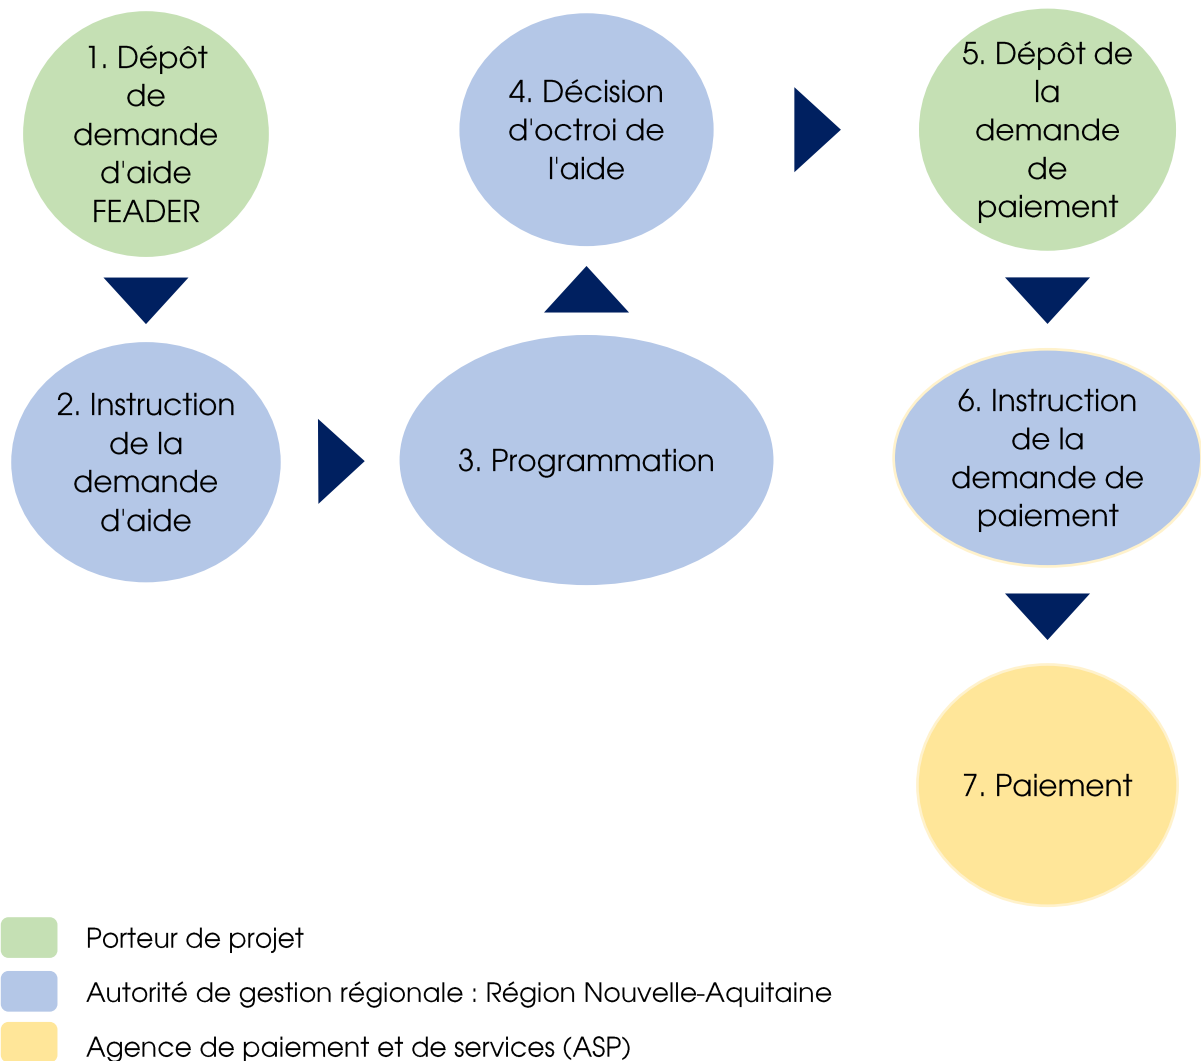 1. Dépôt
de
demande
d'aide
FEADER
2. Instruction
de la
demande
d'aide
3. Programmation
4. Décision
d'octroi de
l'aide
5. Dépôt de
la
demande
de
paiement
6. Instruction
de la
demande de
paiement
7. Paiement
Porteur de projet
Autorité de gestion régionale : Région Nouvelle-Aquitaine
Agence de paiement et de services (ASP)